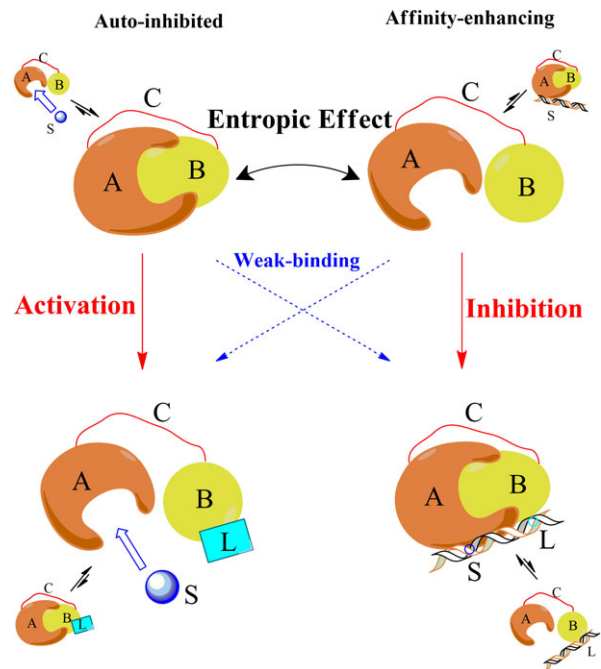 Auto-inhibited
Affinity-enhancing
C
A
B
S
C
A
B
S
C
Entropic Effect
C
A
B
A
B
Weak-binding
Activation
Inhibition
C
A
B
L
S
C
A
B
L
S
C
A
B
L
C
A
B
L